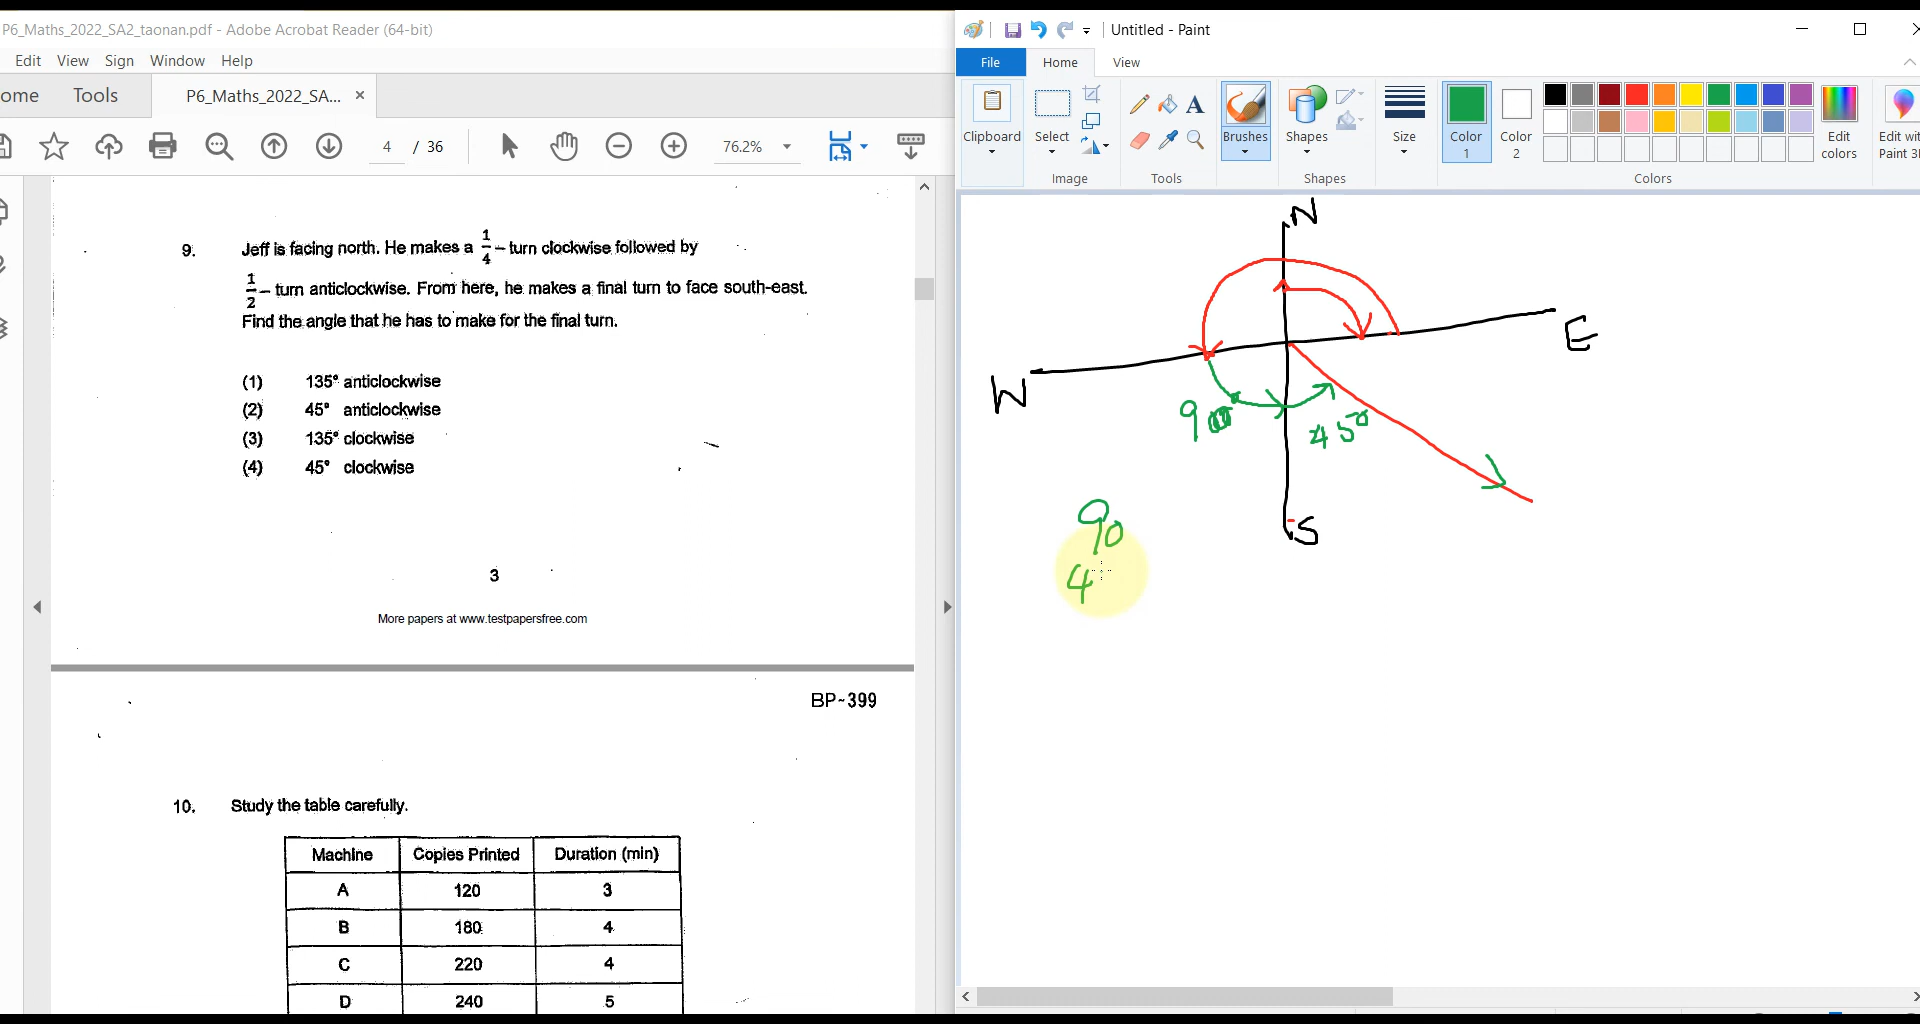 P6_Maths_2022_SA2_taonan.pdf - Adobe Acrobat Reader (64-bit)
Edit View Sign Window Help
ome Tools P6_Maths_2022_SA... ×
4 / 36 76.2%
9. Jeff is facing north. He makes a 1/4 - turn clockwise followed by
1/2 - turn anticlockwise. From here, he makes a final turn to face south-east.
Find the angle that he has to make for the final turn.
(1) 135° anticlockwise
(2) 45° anticlockwise
(3) 135° clockwise
(4) 45° clockwise
3
More papers at www.testpapersfree.com
BP-399
10. Study the table carefully.
Machine Copies Printed Duration (min)
A 120 3
B 180 4
C 220 4
D 240 5
Untitled - Paint
File Home View
Clipboard Select Brushes Shapes Size Color 1 Color 2 Edit colors Edit wit Paint 3
Image Tools Shapes Colors
N
E
W
90°
45°
S
90
4